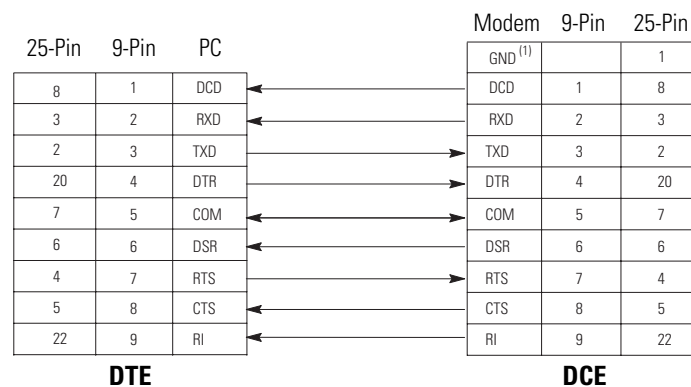 Modem 9-Pin 25-Pin
25-Pin 9-Pin PC
GND (1) 1
8 1 DCD DCD 1 8
3 2 RXD RXD 2 3
2 3 TXD TXD 3 2
20 4 DTR DTR 4 20
7 5 COM COM 5 7
6 6 DSR DSR 6 6
4 7 RTS RTS 7 4
5 8 CTS CTS 8 5
22 9 RI RI 9 22
DTE DCE